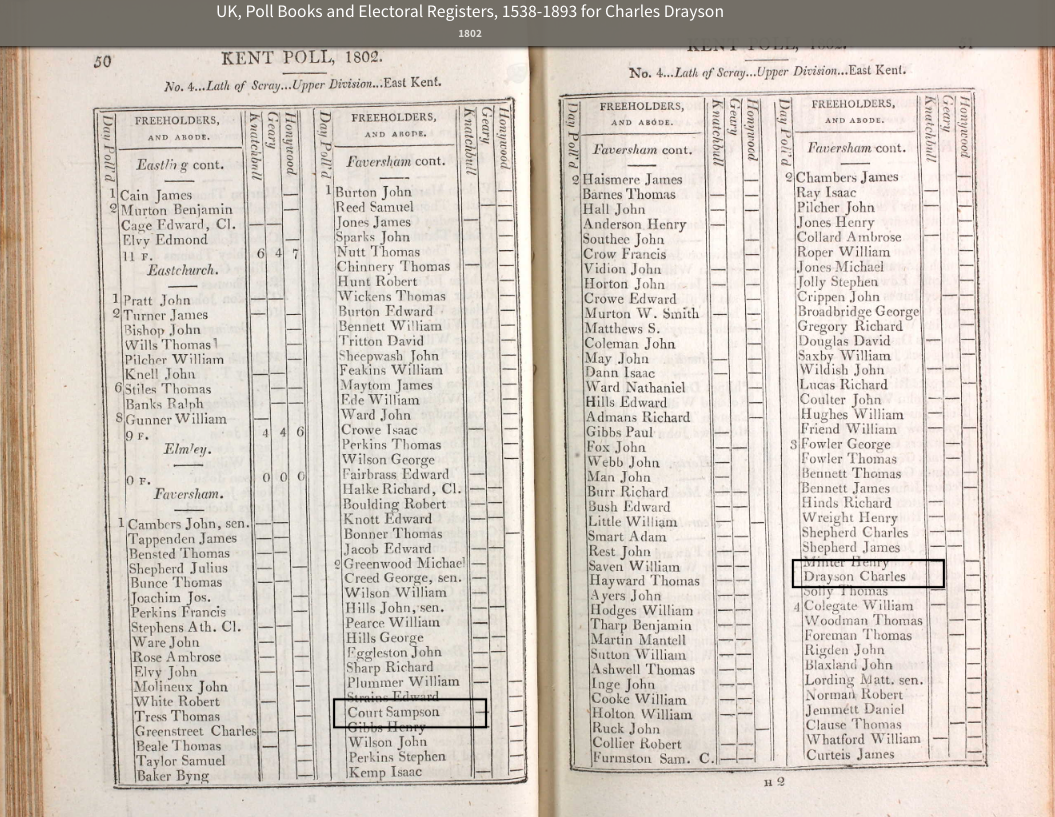 UK, Poll Books and Electoral Registers, 1538-1893 for Charles Drayson
1802
50
KENT POLL, 1802.
No. 4...Lath of Scray...Upper Division...East Kent.
Day Poll'd
FREEHOLDERS,
AND ABODE.
Knatchbull
Geary
Honywood
Eastling cont.
1 Cain James
2 Murton Benjamin
Cage Edward, Cl.
Elvy Edmond
11 F. 6 4 7
Eastchurch.
1 Pratt John
2 Turner James
Bishop John
Wills Thomas
Pilcher William
Knell John
6 Stiles Thomas
Banks Ralph
8 Gunner William
9 F. 4 4 6
Elmley.
0 F. 0 0 0
Faversham.
1 Cambers John, sen.
Tappenden James
Bensted Thomas
Shepherd Julius
Bunce Thomas
Joachim Jos.
Perkins Francis
Stephens Ath. Cl.
Ware John
Rose Ambrose
Elvy John
Molineux John
White Robert
Tress Thomas
Greenstreet Charles
Beale Thomas
Taylor Samuel
Baker Byng
Day Poll'd
FREEHOLDERS,
AND ABODE.
Knatchbull
Geary
Honywood
Faversham cont.
1 Burton John
Reed Samuel
Jones James
Sparks John
Nutt Thomas
Chinnery Thomas
Hunt Robert
Wickens Thomas
Burton Edward
Bennett William
Tritton David
Sheepwash John
Feakins William
Maytom James
Ede William
Ward John
Crowe Isaac
Perkins Thomas
Wilson George
Fairbrass Edward
Halke Richard, Cl.
Boulding Robert
Knott Edward
Bonner Thomas
Jacob Edward
2 Greenwood Michael
Creed George, sen.
Wilson William
Hills John, sen.
Pearce William
Hills George
Eggleston John
Sharp Richard
Plummer William
Strains Edward
Court Sampson
Gibbs Henry
Wilson John
Perkins Stephen
Kemp Isaac
KENT POLL, 1802.
No. 4...Lath of Scray...Upper Division...East Kent.
Day Poll'd
FREEHOLDERS,
AND ABODE.
Knatchbull
Geary
Honywood
Faversham cont.
2 Haismere James
Barnes Thomas
Hall John
Anderson Henry
Southee John
Crow Francis
Vidion John
Horton John
Crowe Edward
Murton W. Smith
Matthews S.
Coleman John
May John
Dann Isaac
Ward Nathaniel
Hills Edward
Admans Richard
Gibbs Paul
Fox John
Webb John
Man John
Burr Richard
Bush Edward
Little William
Smart Adam
Rest John
Saven William
Hayward Thomas
Ayers John
Hodges William
Tharp Benjamin
Martin Mantell
Sutton William
Ashwell Thomas
Inge John
Cooke William
Holton William
Ruck John
Collier Robert
Furmston Sam. C.
Day Poll'd
FREEHOLDERS,
AND ABODE.
Knatchbull
Geary
Honywood
Faversham cont.
2 Chambers James
Ray Isaac
Pilcher John
Jones Henry
Collard Ambrose
Roper William
Jones Michael
Jolly Stephen
Crippen John
Broadbridge George
Gregory Richard
Douglas David
Saxby William
Wildish John
Lucas Richard
Coulter John
Hughes William
Friend William
3 Fowler George
Fowler Thomas
Bennett Thomas
Bennett James
Hinds Richard
Wreight Henry
Shepherd Charles
Shepherd James
Minter Henry
Drayson Charles
Solly Thomas
4 Colegate William
Woodman Thomas
Foreman Thomas
Rigden John
Blaxland John
Lording Matt. sen.
Norman Robert
Jemmett Daniel
Clause Thomas
Whatford William
Curteis James
H 2